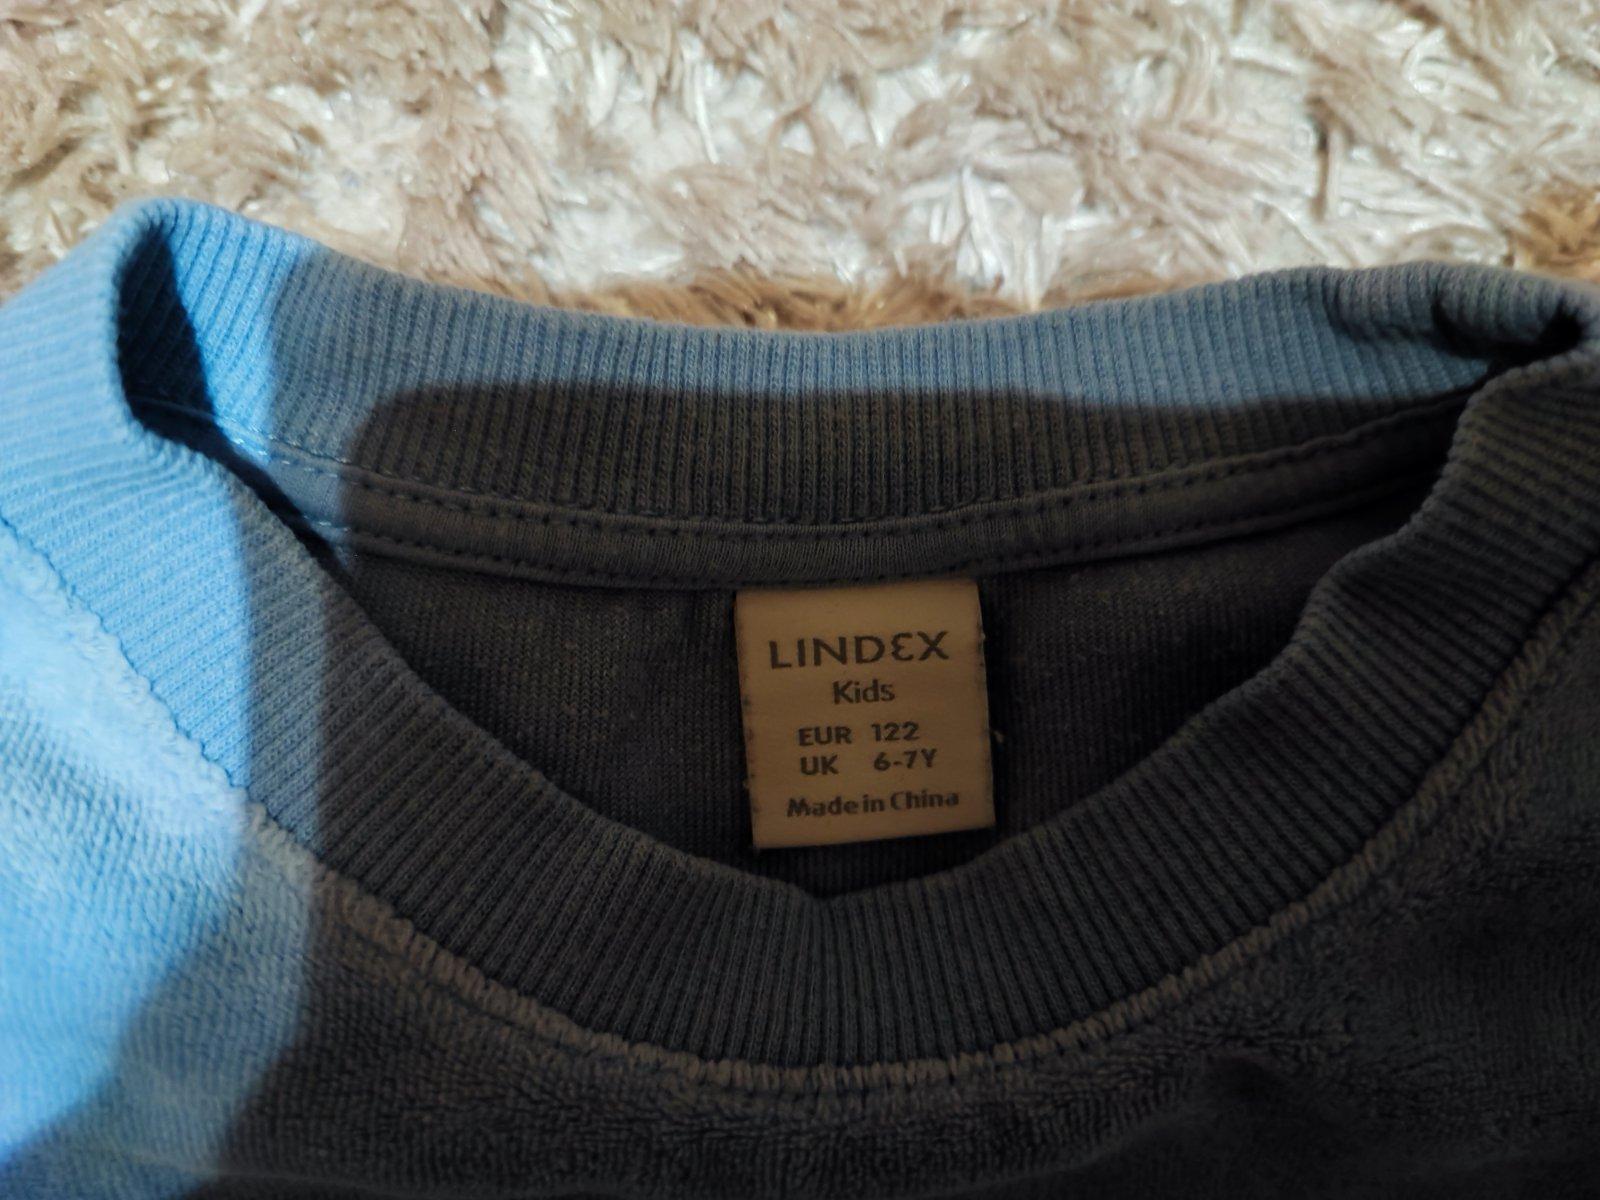 LINDEX
Kids
EUR 122
UK 6-7Y
Made in China